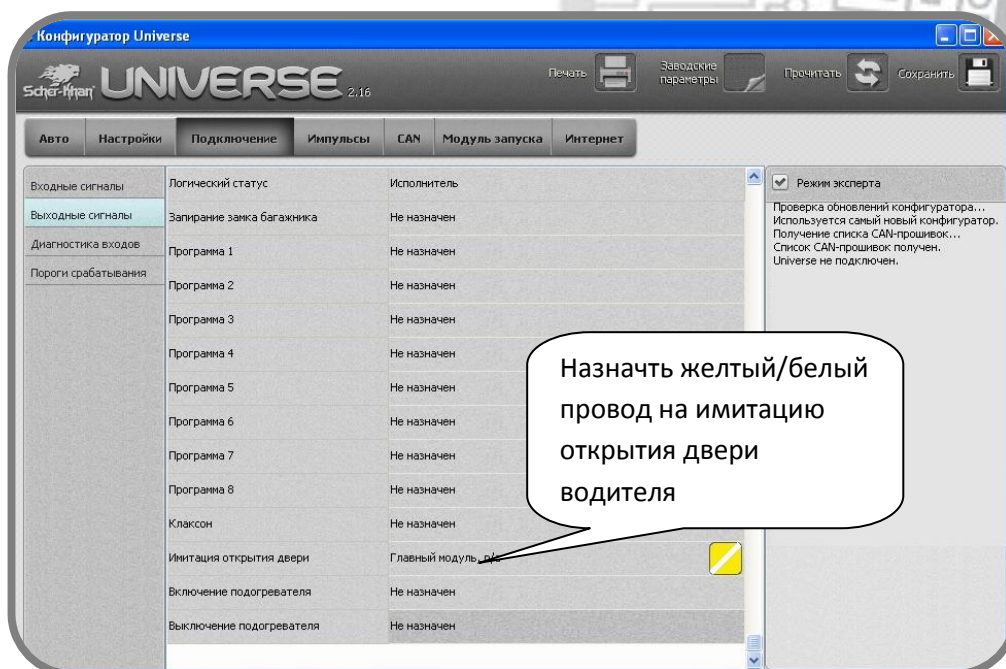 Конфигуратор Universe
Scher-Khan UNIVERSE 2.16
Печать
Заводские
параметры
Прочитать
Сохранить
Авто Настройки Подключение Импульсы CAN Модуль запуска Интернет
Входные сигналы
Выходные сигналы
Диагностика входов
Пороги срабатывания
Логический статус Исполнитель
Запирание замка багажника Не назначен
Программа 1 Не назначен
Программа 2 Не назначен
Программа 3 Не назначен
Программа 4 Не назначен
Программа 5 Не назначен
Программа 6 Не назначен
Программа 7 Не назначен
Программа 8 Не назначен
Клаксон Не назначен
Имитация открытия двери Главный модуль,
Включение подогревателя Не назначен
Выключение подогревателя Не назначен
Режим эксперта
Проверка обновлений конфигуратора...
Используется самый новый конфигуратор.
Получение списка CAN-прошивок...
Список CAN-прошивок получен.
Universe не подключен.
Назначть желтый/белый
провод на имитацию
открытия двери
водителя